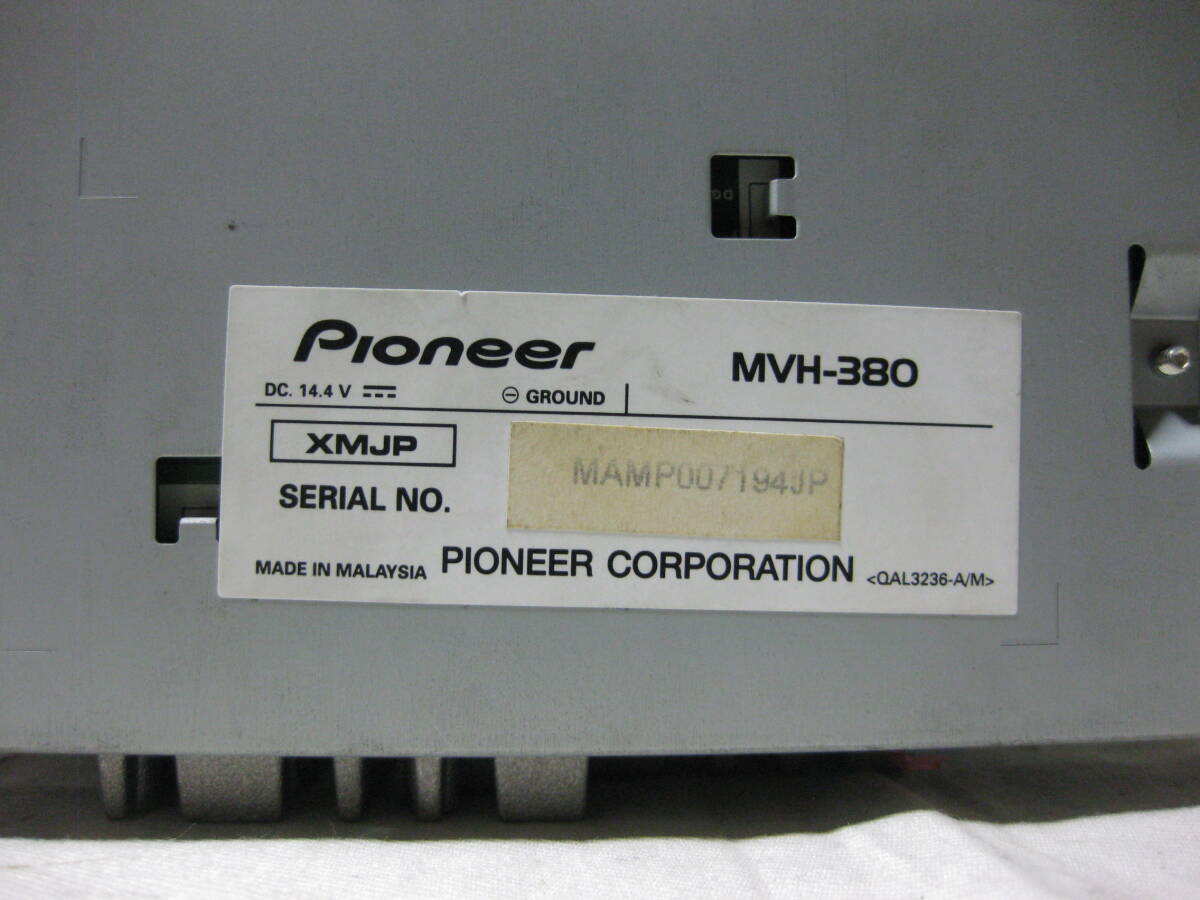 Pioneer
MVH-380
DC. 14.4 V ⎓
⊖ GROUND
XMJP
SERIAL NO.
MAMP007194JP
MADE IN MALAYSIA PIONEER CORPORATION <QAL3236-A/M>